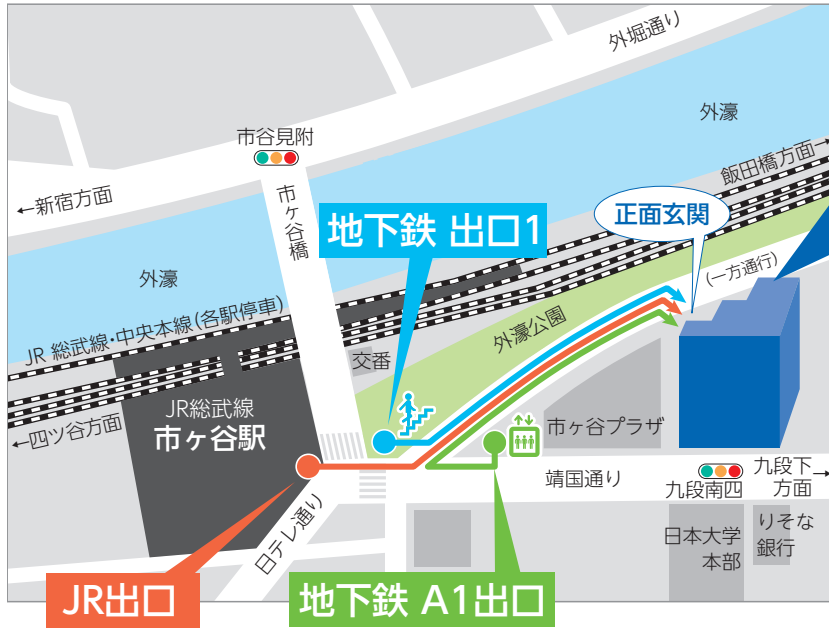 外堀通り
外濠
市谷見附
飯田橋方面→
←新宿方面
市ヶ谷橋
地下鉄 出口1
正面玄関
(一方通行)
外濠
JR 総武線・中央本線(各駅停車)
外濠公園
交番
JR総武線
市ヶ谷駅
←四ツ谷方面
市ヶ谷プラザ
靖国通り
九段南四
九段下
方面→
日テレ通り
日本大学
本部
りそな
銀行
JR出口
地下鉄 A1出口